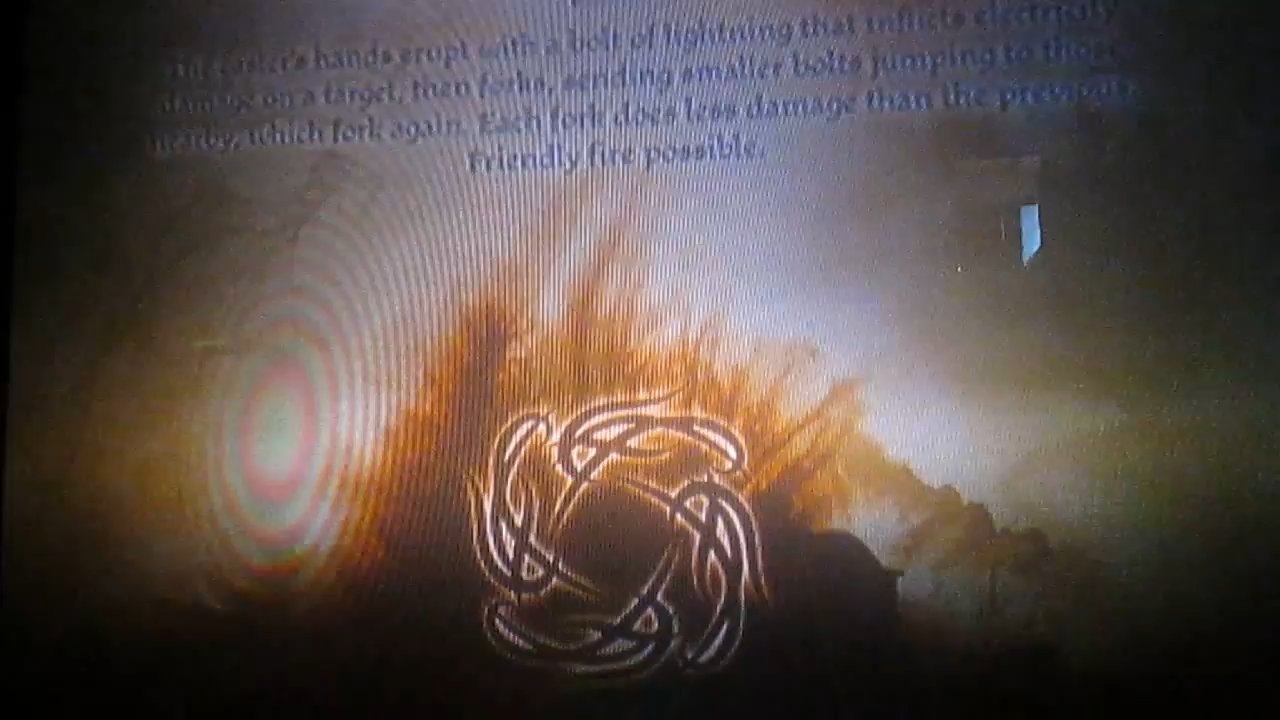 The caster's hands erupt with a bolt of lightning that inflicts electricity
damage on a target, then forks, sending smaller bolts jumping to those
nearby, which fork again. Each fork does less damage than the previous.
Friendly fire possible.